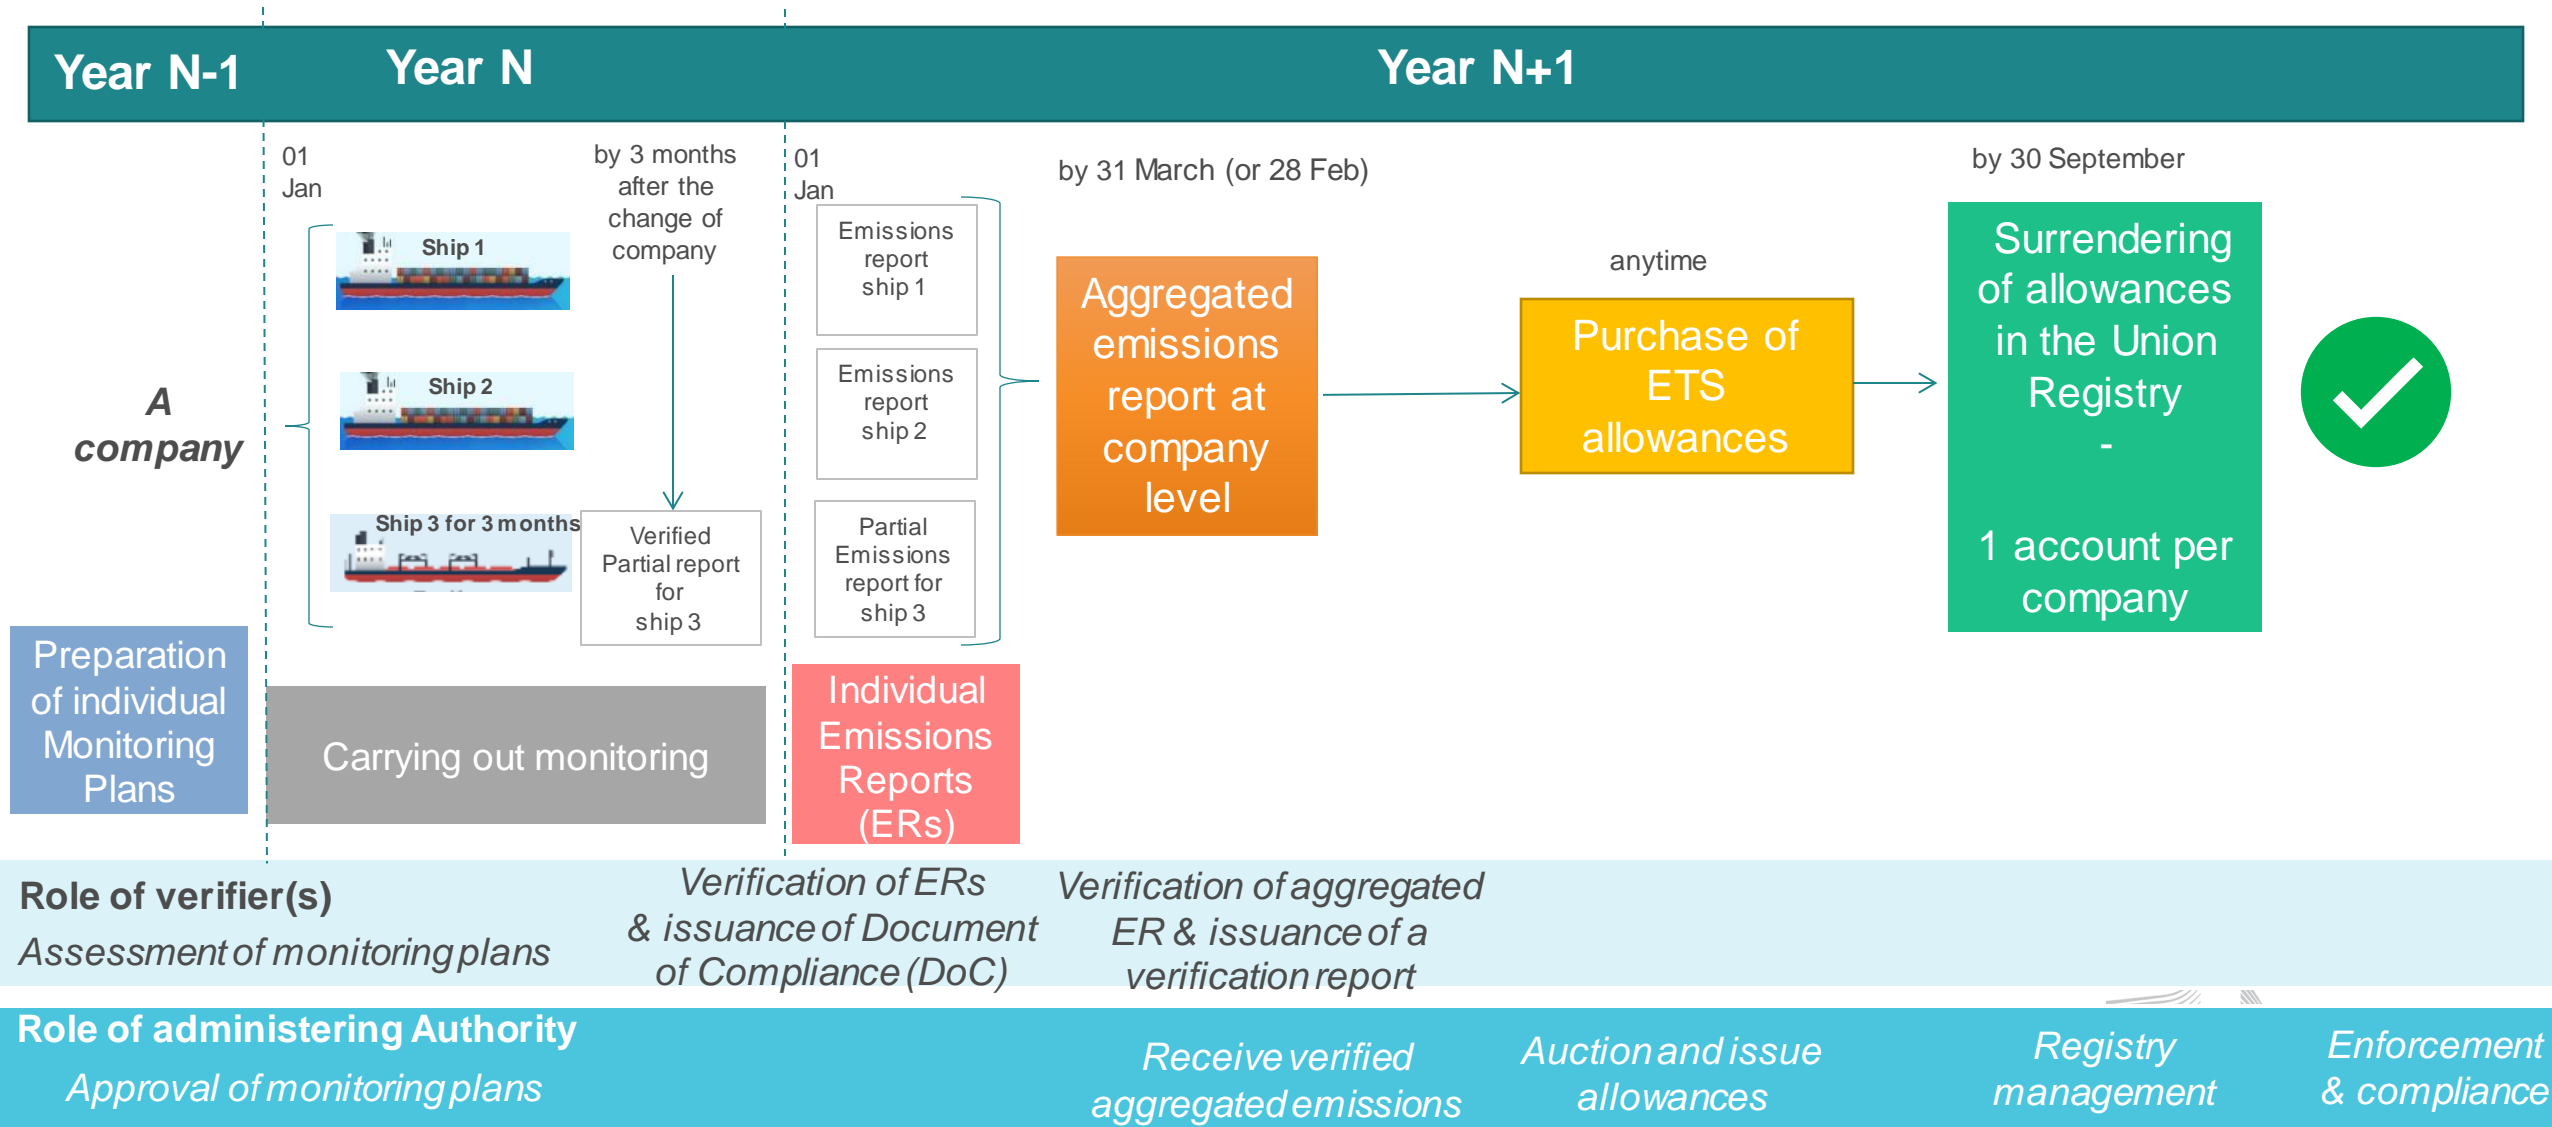 Year N-1
Year N
Year N+1
01
Jan
by 3 months
after the
change of
company
01
Jan
by 31 March (or 28 Feb)
by 30 September
A
company
Ship 1
Ship 2
Ship 3 for 3 months
Verified
Partial report
for
ship 3
Emissions
report
ship 1
Emissions
report
ship 2
Partial
Emissions
report for
ship 3
Aggregated
emissions
report at
company
level
anytime
Purchase of
ETS
allowances
Surrendering
of allowances
in the Union
Registry
-
1 account per
company
Preparation
of individual
Monitoring
Plans
Carrying out monitoring
Individual
Emissions
Reports
(ERs)
Role of verifier(s)
Assessment of monitoring plans
Verification of ERs
& issuance of Document
of Compliance (DoC)
Verification of aggregated
ER & issuance of a
verification report
Role of administering Authority
Approval of monitoring plans
Receive verified
aggregated emissions
Auction and issue
allowances
Registry
management
Enforcement
& compliance